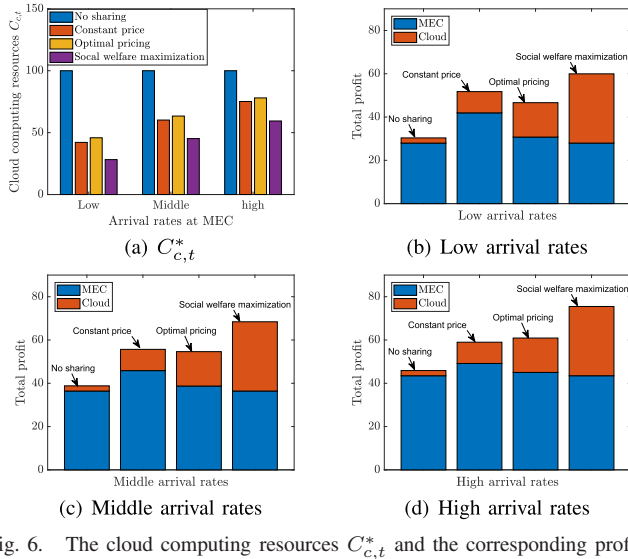 150
100
50
0
Cloud computing resources C_{c,t}
No sharing
Constant price
Optimal pricing
Socal welfare maximization
Low
Middle
high
Arrival rates at MEC
(a) C^*_{c,t}
80
60
40
20
0
Total profit
MEC
Cloud
No sharing
Constant price
Optimal pricing
Social welfare maximization
Low arrival rates
(b) Low arrival rates
80
60
40
20
0
Total profit
MEC
Cloud
No sharing
Constant price
Optimal pricing
Social welfare maximization
Middle arrival rates
(c) Middle arrival rates
80
60
40
20
0
Total profit
MEC
Cloud
No sharing
Constant price
Optimal pricing
Social welfare maximization
High arrival rates
(d) High arrival rates
ig. 6. The cloud computing resources C^*_{c,t} and the corresponding prof